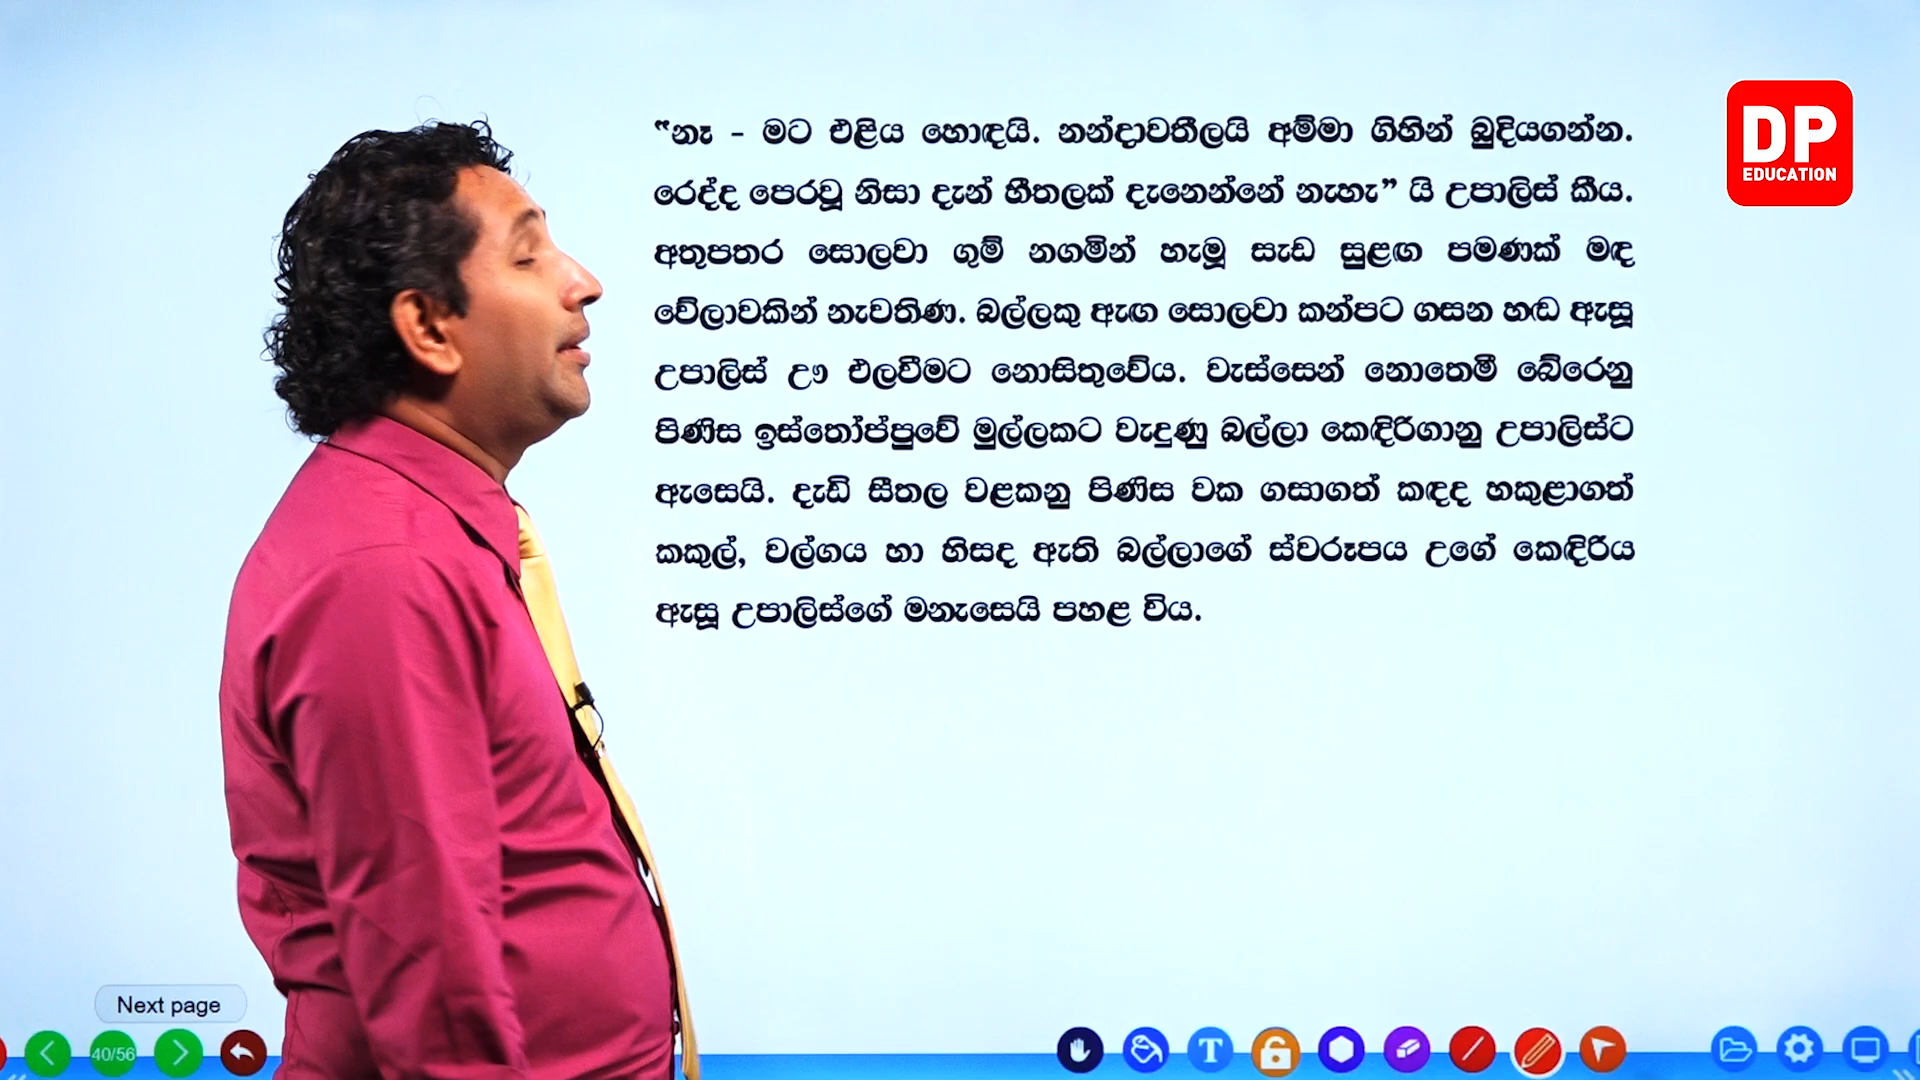 “නෑ - මට එළිය හොඳයි. නන්දාවතීලයි අම්මා ගිහින් බුදියගන්න.
රෙද්ද පෙරවූ නිසා දැන් හීතලක් දැනෙන්නේ නැහැ” යි උපාලිස් කීය.
අතුපතර සොලවා ගුම් නගමින් හැමූ සැඩ සුළඟ පමණක් මඳ
වේලාවකින් නැවතිණ. බල්ලකු ඇඟ සොලවා කන්පට ගසන හඬ ඇසූ
උපාලිස් ඌ එලවීමට නොසිතුවේය. වැස්සෙන් නොතෙමී බේරෙනු
පිණිස ඉස්තෝප්පුවේ මුල්ලකට වැදුණු බල්ලා කෙඳිරිගානු උපාලිස්ට
ඇසෙයි. දැඩි සීතල වළකනු පිණිස වක ගසාගත් කඳද හකුළාගත්
කකුල්, වල්ගය හා හිසද ඇති බල්ලාගේ ස්වරූපය උගේ කෙඳිරිය
ඇසූ උපාලිස්ගේ මනැසෙයි පහළ විය.
DP
EDUCATION
Next page
40/56
T